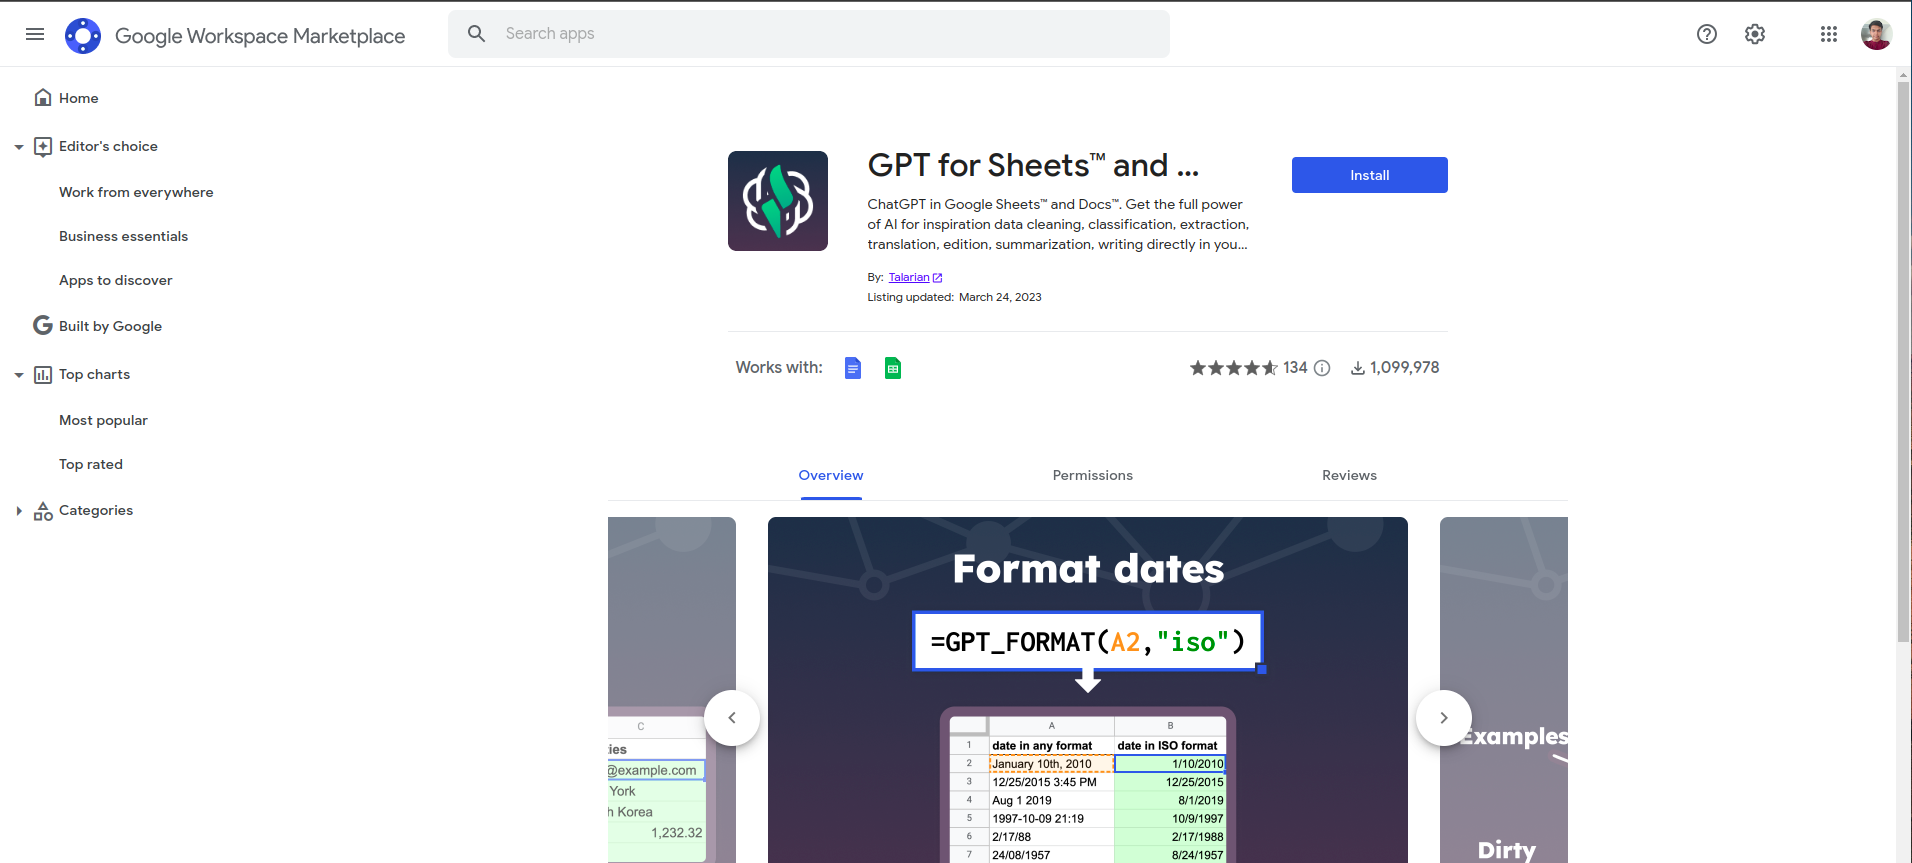 Google Workspace Marketplace
Search apps
Home
Editor's choice
Work from everywhere
Business essentials
Apps to discover
Built by Google
Top charts
Most popular
Top rated
Categories
GPT for Sheets™ and ...
Install
ChatGPT in Google Sheets™ and Docs™. Get the full power
of AI for inspiration data cleaning, classification, extraction,
translation, edition, summarization, writing directly in you...
By: Talarian
Listing updated: March 24, 2023
Works with:
134
1,099,978
Overview
Permissions
Reviews
C
ties
@example.com
York
h Korea
1,232.32
Format dates
=GPT_FORMAT(A2,"iso")
A B
1 date in any format date in ISO format
2 January 10th, 2010 1/10/2010
3 12/25/2015 3:45 PM 12/25/2015
4 Aug 1 2019 8/1/2019
5 1997-10-09 21:19 10/9/1997
6 2/17/88 2/17/1988
7 24/08/1957 8/24/1957
Examples
Dirty